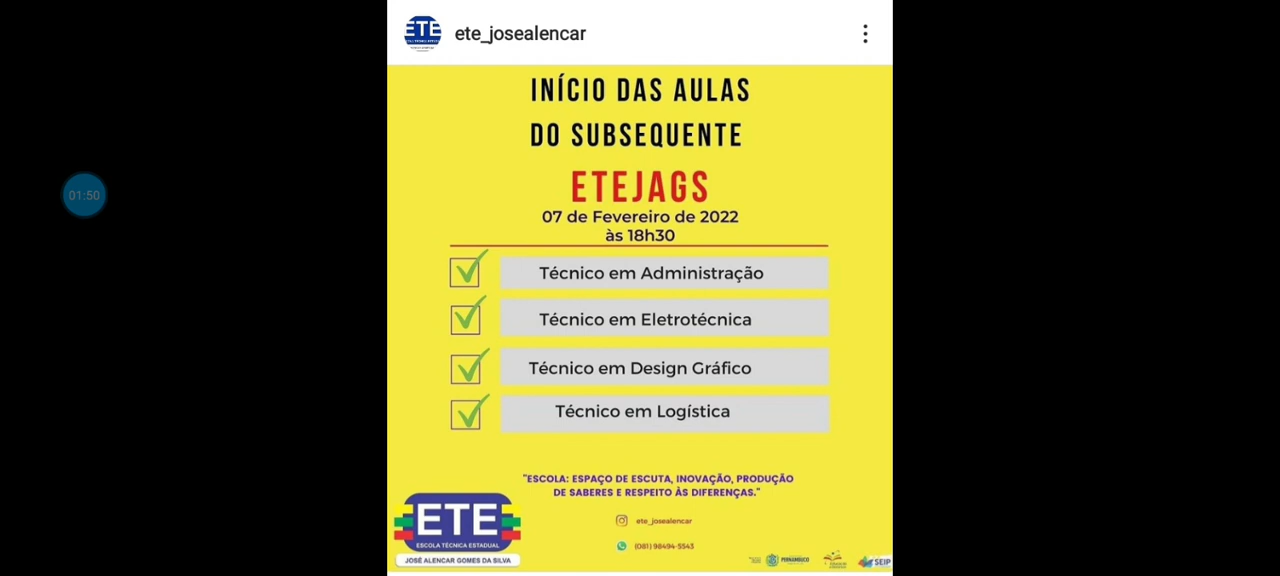 ETE
ete_josealencar
INÍCIO DAS AULAS
DO SUBSEQUENTE
ETEJAGS
07 de Fevereiro de 2022
às 18h30
01:50
Técnico em Administração
Técnico em Eletrotécnica
Técnico em Design Gráfico
Técnico em Logística
"ESCOLA: ESPAÇO DE ESCUTA, INOVAÇÃO, PRODUÇÃO
DE SABERES E RESPEITO ÀS DIFERENÇAS."
ETE
ESCOLA TÉCNICA ESTADUAL
JOSÉ ALENCAR GOMES DA SILVA
ete_josealencar
(081) 98494-5543
PERNAMBUCO
SEIP